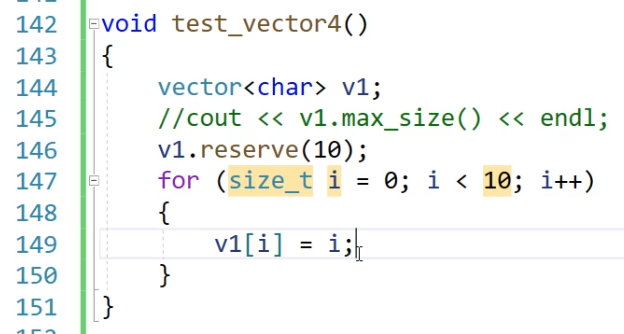 142 void test_vector4()
143 {
144     vector<char> v1;
145     //cout << v1.max_size() << endl;
146     v1.reserve(10);
147     for (size_t i = 0; i < 10; i++)
148     {
149         v1[i] = i;
150     }
151 }